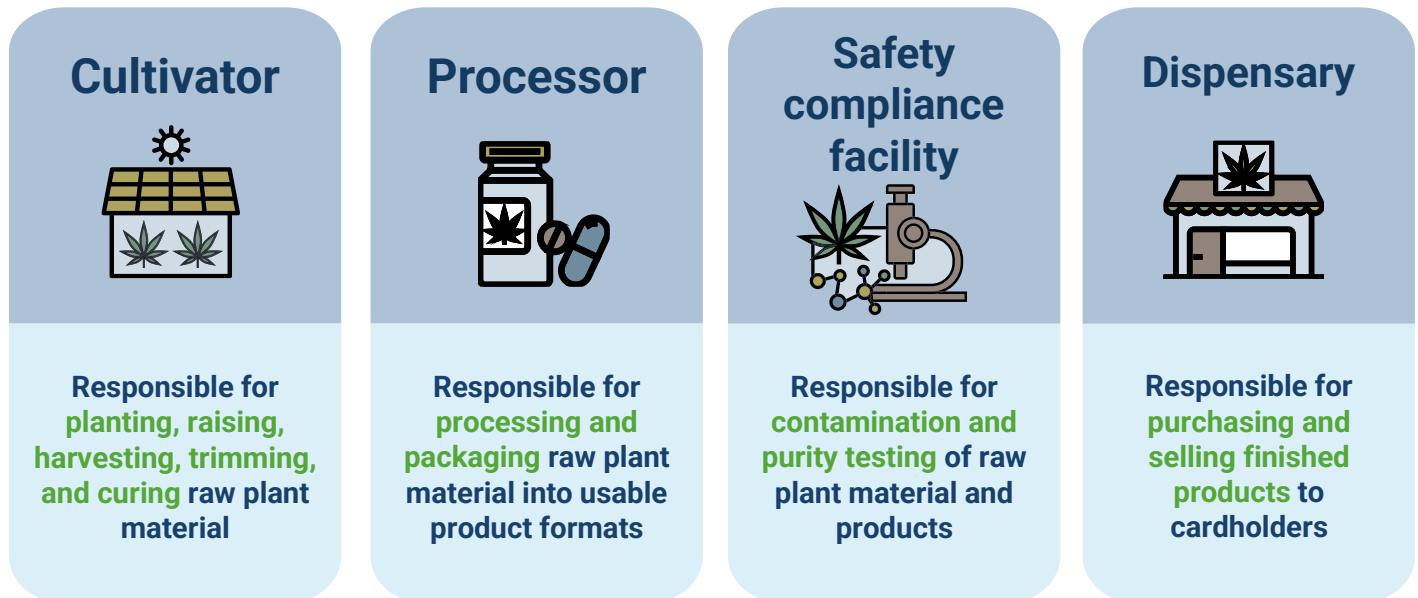 Cultivator
Responsible for
planting, raising,
harvesting, trimming,
and curing raw plant
material
Processor
Responsible for
processing and
packaging raw plant
material into usable
product formats
Safety
compliance
facility
Responsible for
contamination and
purity testing of raw
plant material and
products
Dispensary
Responsible for
purchasing and
selling finished
products to
cardholders